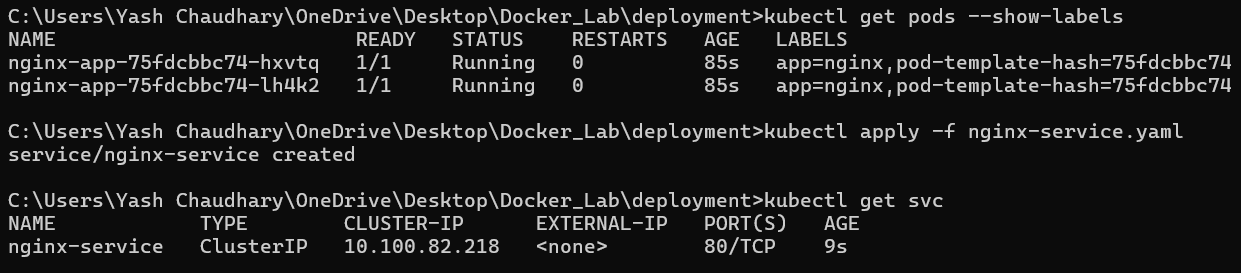 C:\Users\Yash Chaudhary\OneDrive\Desktop\Docker_Lab\deployment>kubectl get pods --show-labels
NAME                         READY   STATUS    RESTARTS   AGE   LABELS
nginx-app-75fdcbbc74-hxvtq   1/1     Running   0          85s   app=nginx,pod-template-hash=75fdcbbc74
nginx-app-75fdcbbc74-lh4k2   1/1     Running   0          85s   app=nginx,pod-template-hash=75fdcbbc74
C:\Users\Yash Chaudhary\OneDrive\Desktop\Docker_Lab\deployment>kubectl apply -f nginx-service.yaml
service/nginx-service created
C:\Users\Yash Chaudhary\OneDrive\Desktop\Docker_Lab\deployment>kubectl get svc
NAME            TYPE        CLUSTER-IP      EXTERNAL-IP   PORT(S)   AGE
nginx-service   ClusterIP   10.100.82.218   <none>        80/TCP    9s